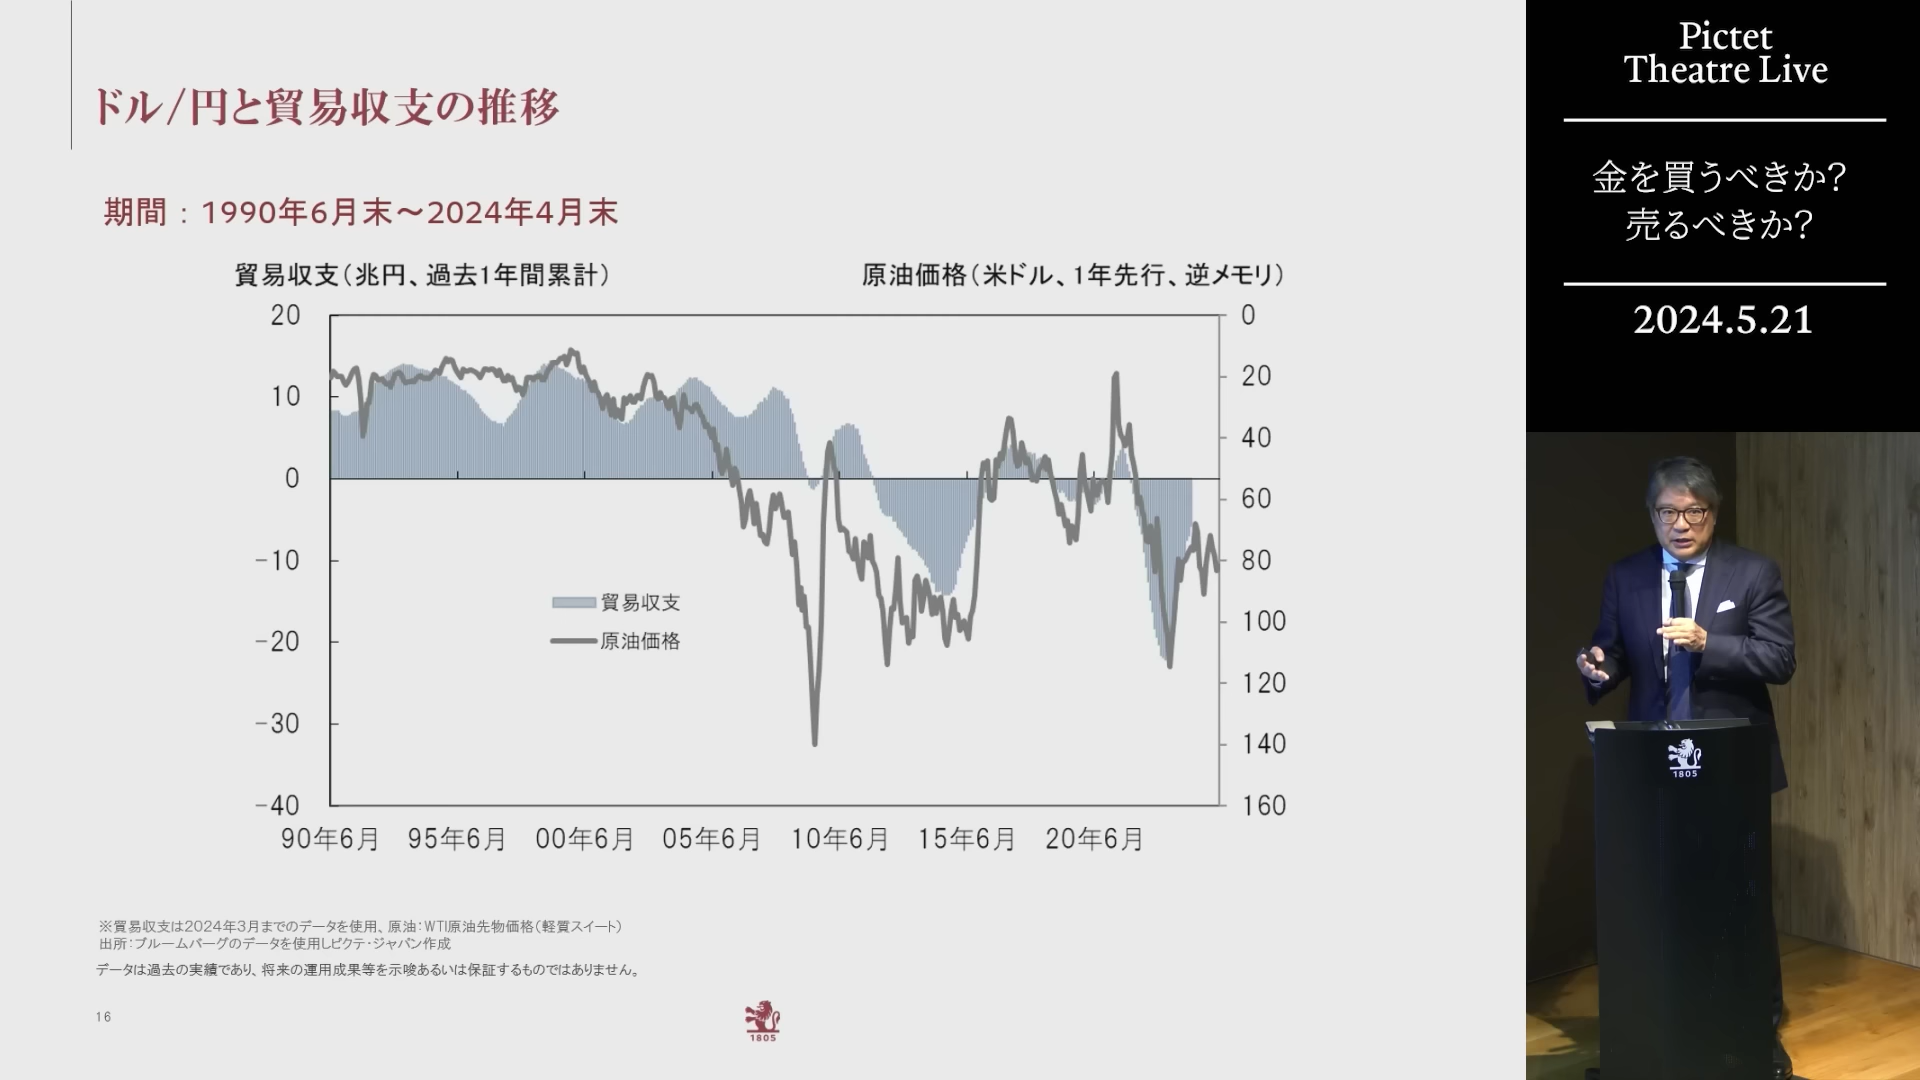 ドル/円と貿易収支の推移
期間：1990年6月末～2024年4月末
貿易収支（兆円、過去1年間累計）
原油価格（米ドル、1年先行、逆メモリ）
20
10
0
-10
-20
-30
-40
0
20
40
60
80
100
120
140
160
貿易収支
原油価格
90年6月 95年6月 00年6月 05年6月 10年6月 15年6月 20年6月
※貿易収支は2024年3月までのデータを使用、原油：WTI原油先物価格（軽質スイート）
出所：ブルームバーグのデータを使用しピクテ・ジャパン作成
データは過去の実績であり、将来の運用成果等を示唆あるいは保証するものではありません。
16
1805
Pictet
Theatre Live
金を買うべきか?
売るべきか?
2024.5.21
1805